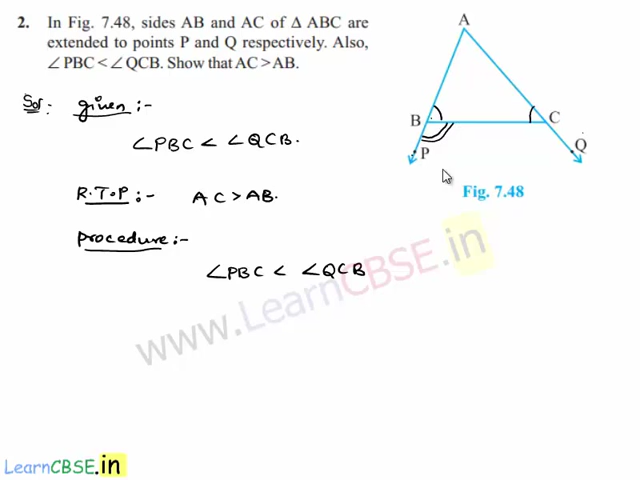 2. In Fig. 7.48, sides AB and AC of Δ ABC are
extended to points P and Q respectively. Also,
∠ PBC < ∠ QCB. Show that AC > AB.
Sol:
given :-
∠PBC < ∠QCB.
R.T.P :- AC > AB.
procedure :-
∠PBC < ∠QCB
A
B
C
P
Q
Fig. 7.48
www.LearnCBSE.in
LearnCBSE.in